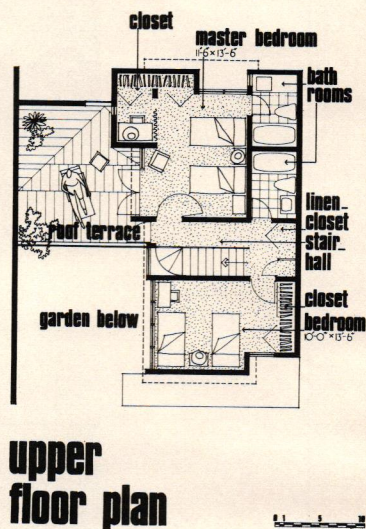 closet
master bedroom
11'-6" × 13'-6"
bath
rooms
linen
closet
stair
hall
roof terrace
closet
garden below
bedroom
10'-0" × 13'-6"
upper
floor plan
0 1 5 10